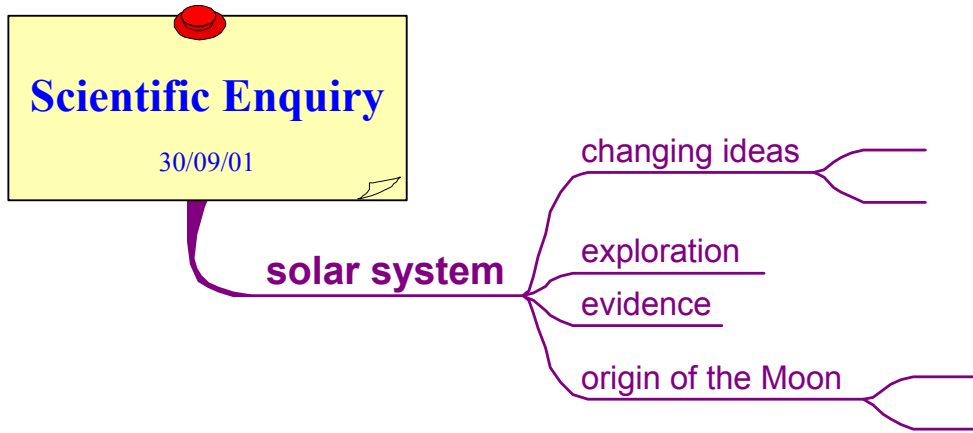 Scientific Enquiry
30/09/01
solar system
changing ideas
exploration
evidence
origin of the Moon